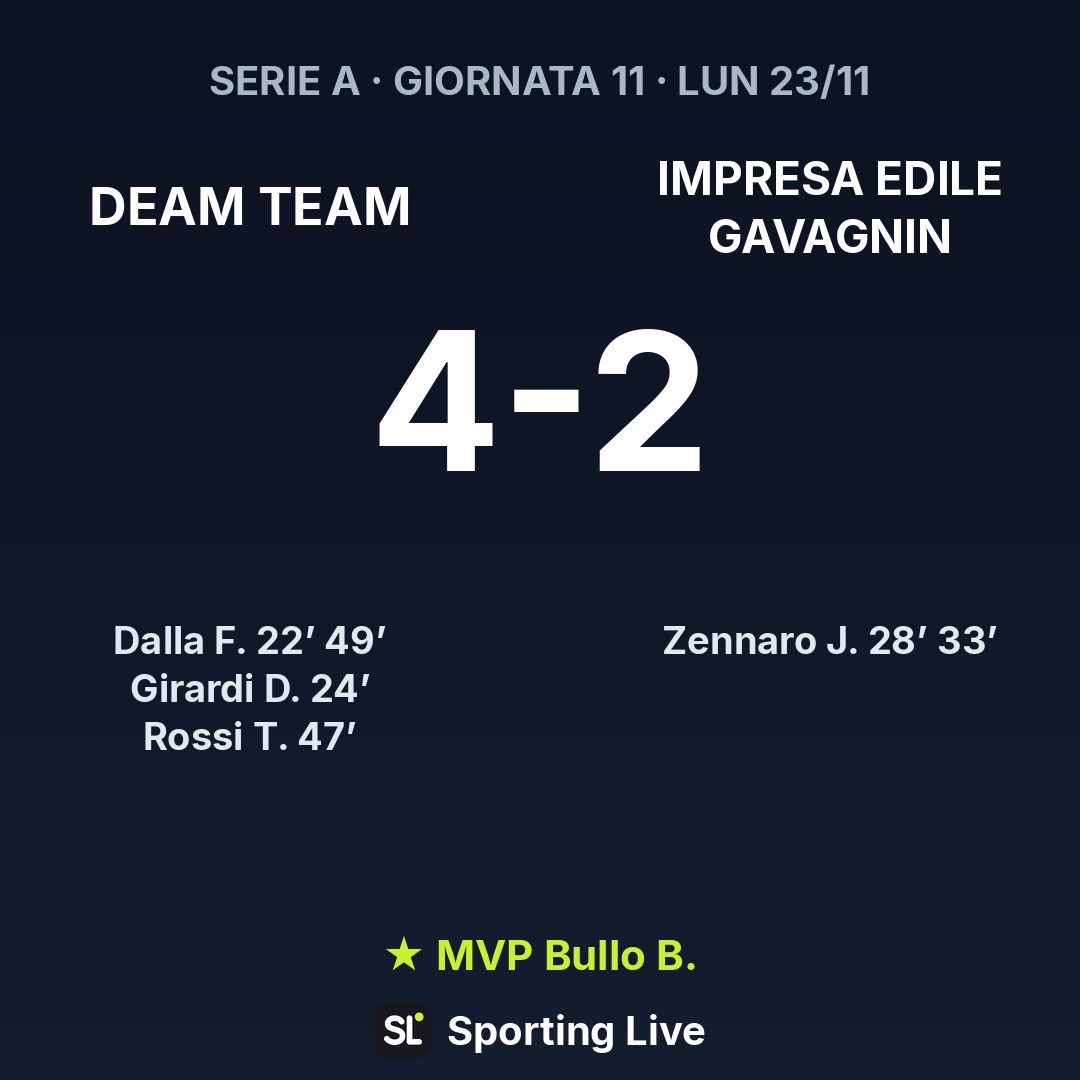 SERIE A · GIORNATA 11 · LUN 23/11
DEAM TEAM
IMPRESA EDILE
GAVAGNIN
4-2
Dalla F. 22′ 49′
Girardi D. 24′
Rossi T. 47′
Zennaro J. 28′ 33′
★ MVP Bullo B.
SL Sporting Live